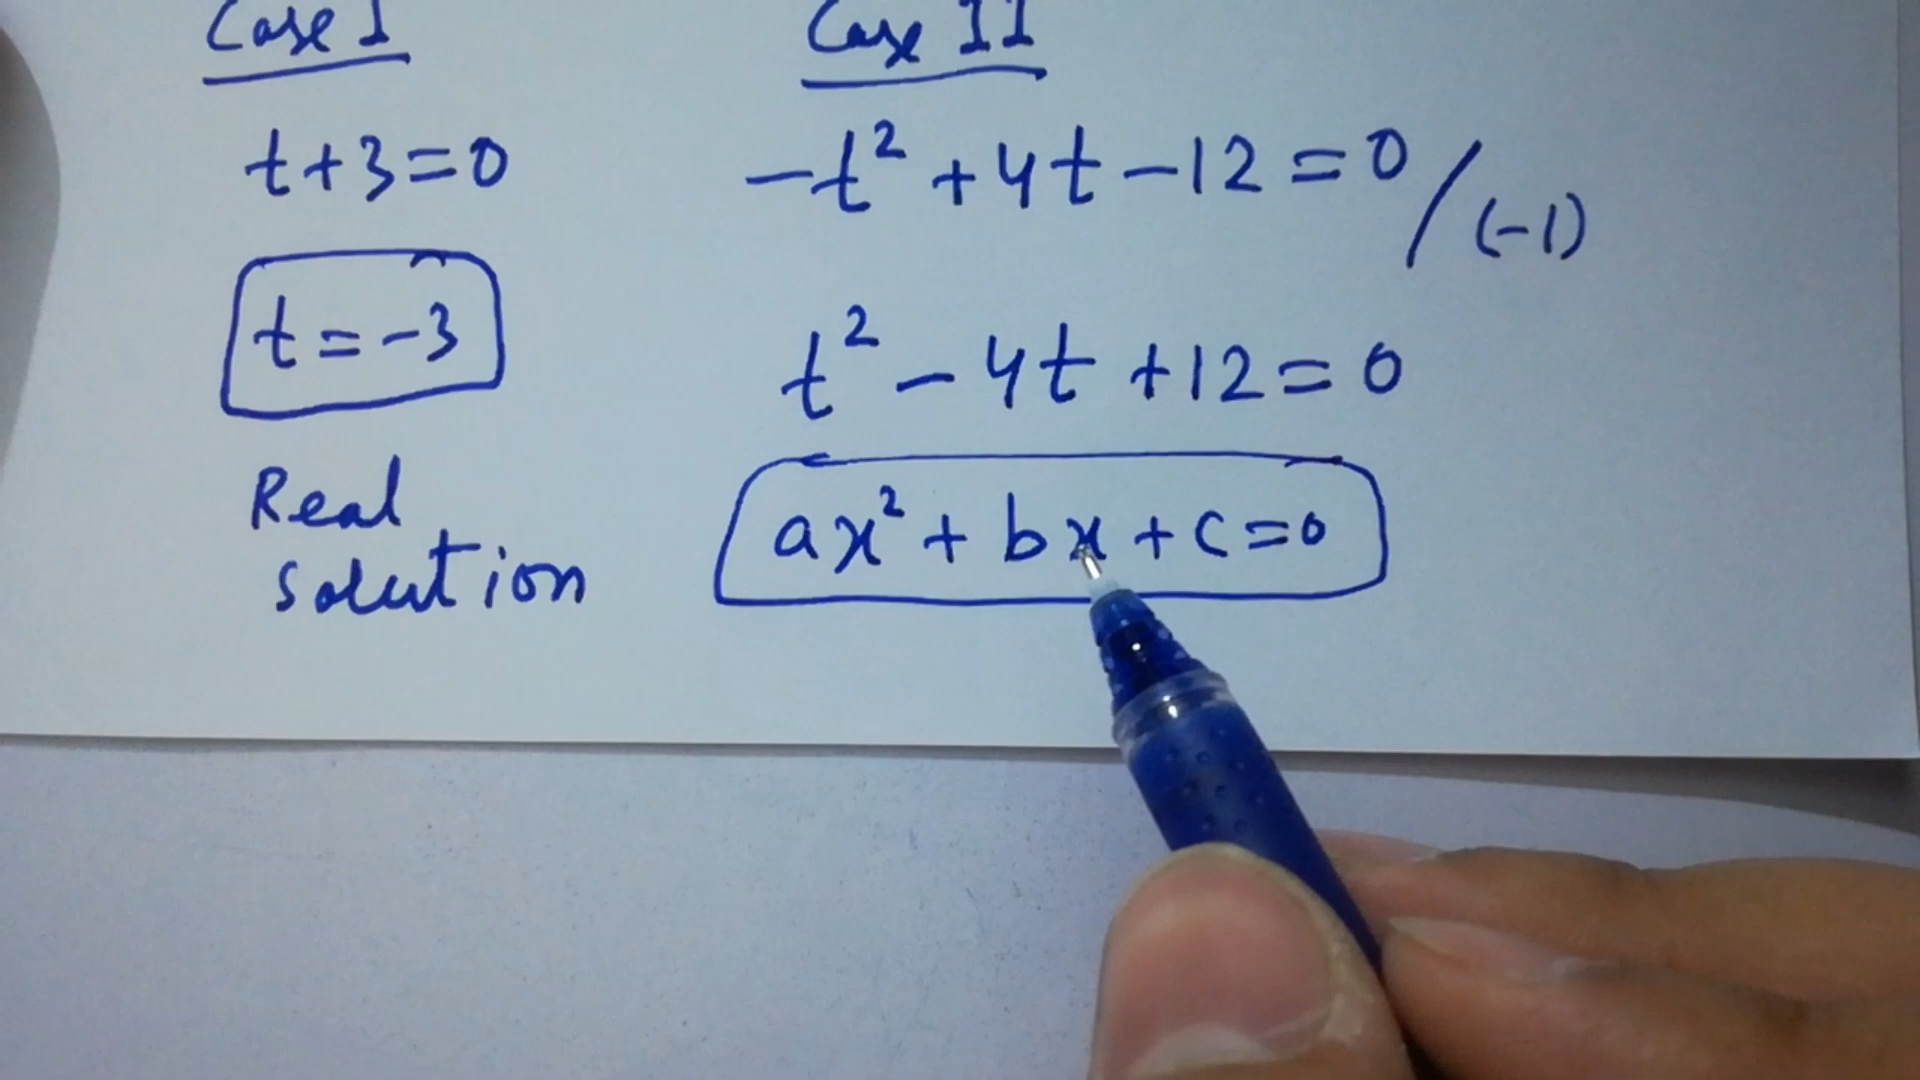 Case I
t+3=0
t=-3
Real
solution
Case II
-t²+4t-12=0/(-1)
t²-4t+12=0
ax²+bx+c=0